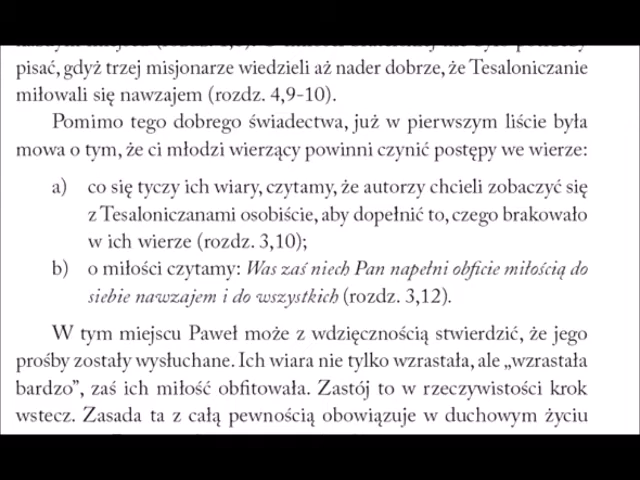 pisać, gdyż trzej misjonarze wiedzieli aż nader dobrze, że Tesaloniczanie
miłowali się nawzajem (rozdz. 4,9-10).
Pomimo tego dobrego świadectwa, już w pierwszym liście była
mowa o tym, że ci młodzi wierzący powinni czynić postępy we wierze:
a) co się tyczy ich wiary, czytamy, że autorzy chcieli zobaczyć się
z Tesaloniczanami osobiście, aby dopełnić to, czego brakowało
w ich wierze (rozdz. 3,10);
b) o miłości czytamy: Was zaś niech Pan napełni obficie miłością do
siebie nawzajem i do wszystkich (rozdz. 3,12).
W tym miejscu Paweł może z wdzięcznością stwierdzić, że jego
prośby zostały wysłuchane. Ich wiara nie tylko wzrastała, ale „wzrastała
bardzo”, zaś ich miłość obfitowała. Zastój to w rzeczywistości krok
wstecz. Zasada ta z całą pewnością obowiązuje w duchowym życiu